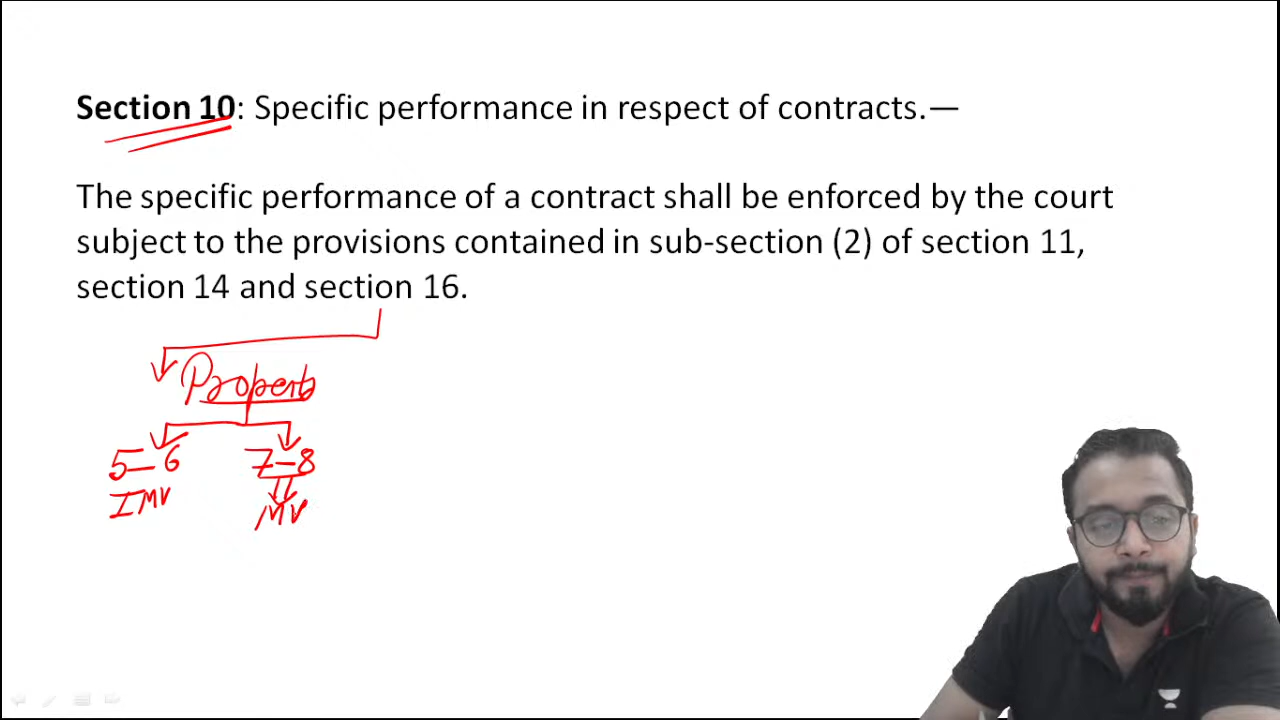 Section 10: Specific performance in respect of contracts.—
The specific performance of a contract shall be enforced by the court
subject to the provisions contained in sub-section (2) of section 11,
section 14 and section 16.
Property
5-6 7-8
IMV MV